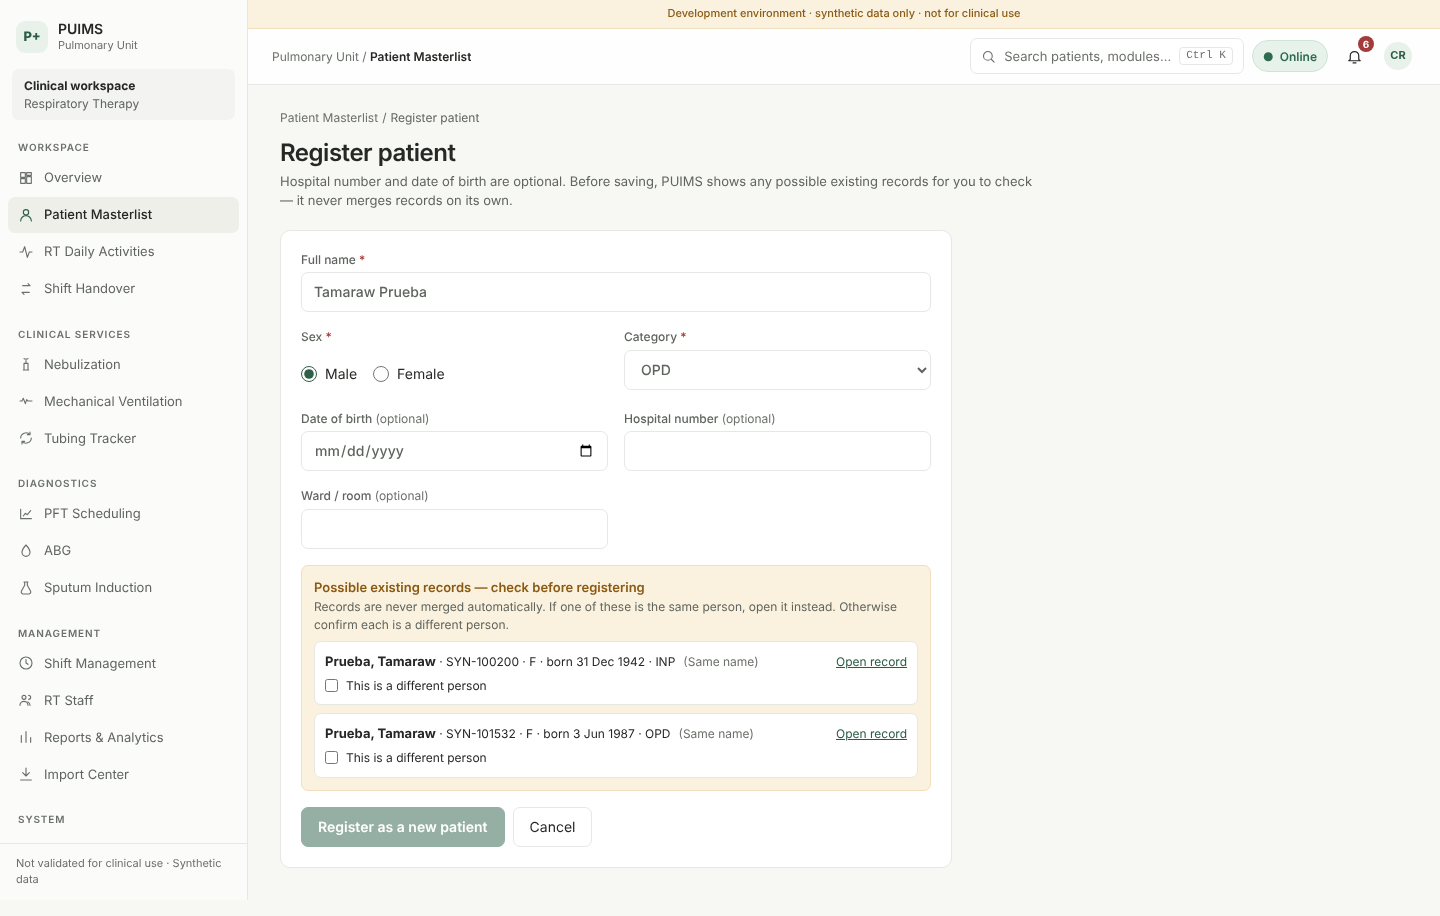 Development environment · synthetic data only · not for clinical use
P+
PUIMS
Pulmonary Unit
Clinical workspace
Respiratory Therapy
WORKSPACE
Overview
Patient Masterlist
RT Daily Activities
Shift Handover
CLINICAL SERVICES
Nebulization
Mechanical Ventilation
Tubing Tracker
DIAGNOSTICS
PFT Scheduling
ABG
Sputum Induction
MANAGEMENT
Shift Management
RT Staff
Reports & Analytics
Import Center
SYSTEM
Not validated for clinical use · Synthetic
data
Pulmonary Unit / Patient Masterlist
Search patients, modules... Ctrl K
Online
6
CR
Patient Masterlist / Register patient
Register patient
Hospital number and date of birth are optional. Before saving, PUIMS shows any possible existing records for you to check
— it never merges records on its own.
Full name *
Tamaraw Prueba
Sex *
Male Female
Category *
OPD
Date of birth (optional)
mm/dd/yyyy
Hospital number (optional)
Ward / room (optional)
Possible existing records — check before registering
Records are never merged automatically. If one of these is the same person, open it instead. Otherwise
confirm each is a different person.
Prueba, Tamaraw · SYN-100200 · F · born 31 Dec 1942 · INP (Same name) Open record
This is a different person
Prueba, Tamaraw · SYN-101532 · F · born 3 Jun 1987 · OPD (Same name) Open record
This is a different person
Register as a new patient Cancel